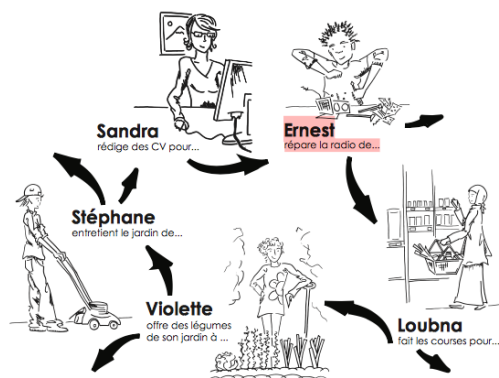 Sandra
rédige des CV pour...
Ernest
répare la radio de...
Stéphane
entretient le jardin de...
Violette
offre des légumes
de son jardin à ...
Loubna
fait les courses pour...